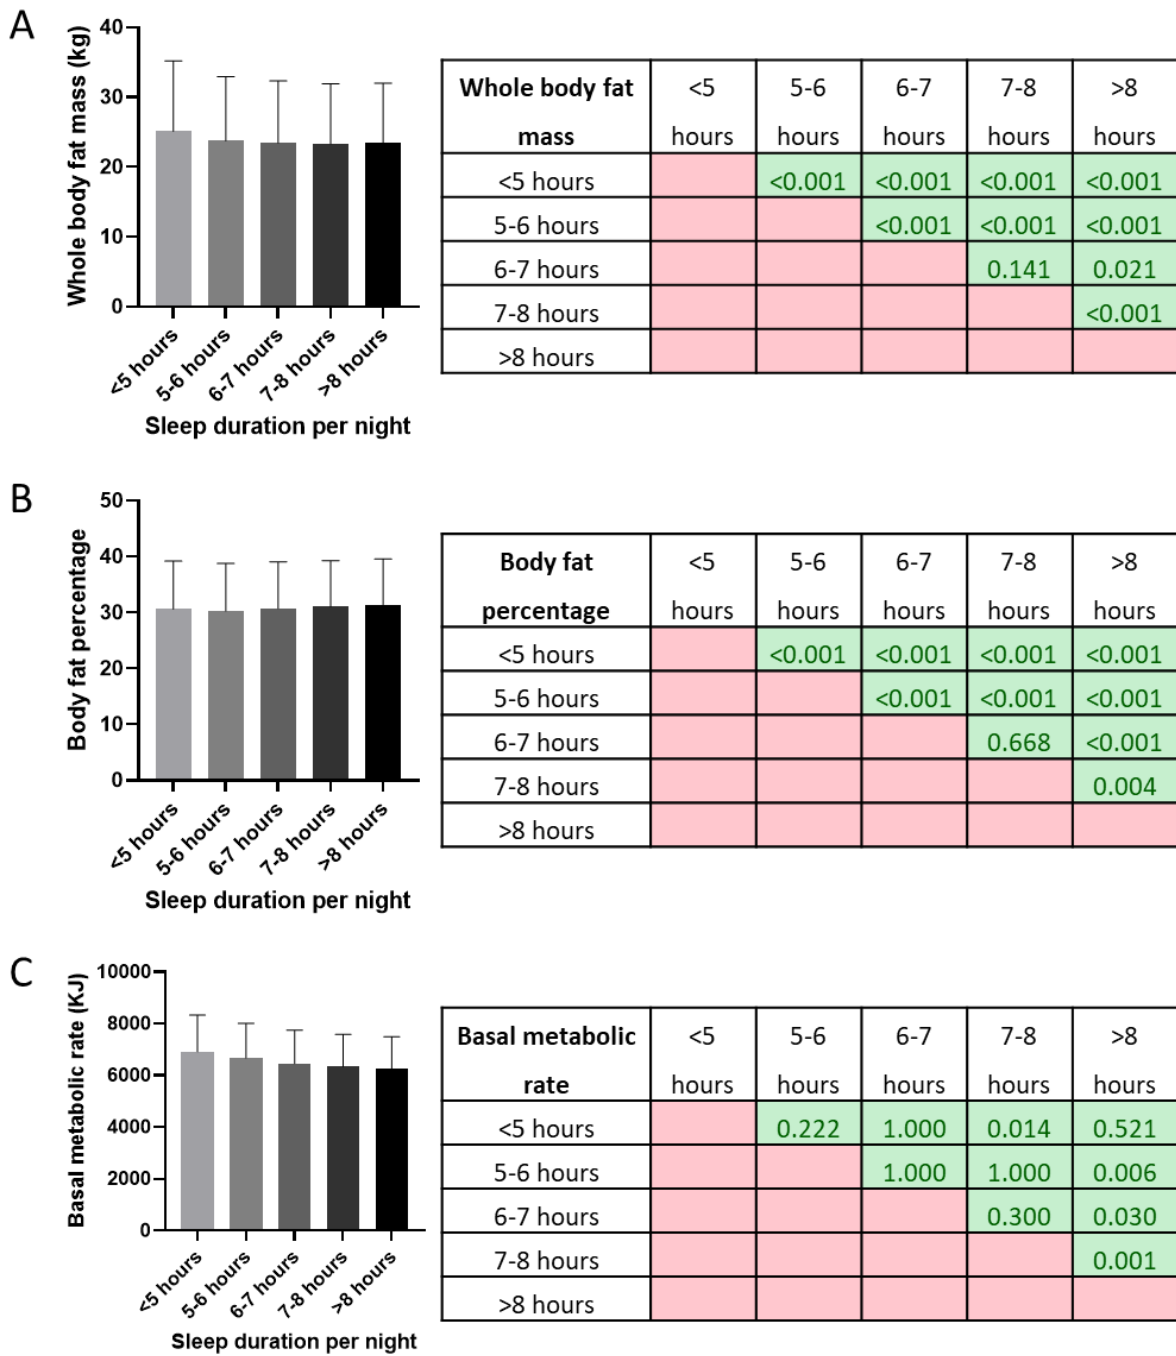 A
Whole body fat mass (kg)
40
30
20
10
0
<5 hours
5-6 hours
6-7 hours
7-8 hours
>8 hours
Sleep duration per night
Whole body fat <5 5-6 6-7 7-8 >8
mass hours hours hours hours hours
<5 hours <0.001 <0.001 <0.001 <0.001
5-6 hours <0.001 <0.001 <0.001
6-7 hours 0.141 0.021
7-8 hours <0.001
>8 hours
B
Body fat percentage
50
40
30
20
10
0
<5 hours
5-6 hours
6-7 hours
7-8 hours
>8 hours
Sleep duration per night
Body fat <5 5-6 6-7 7-8 >8
percentage hours hours hours hours hours
<5 hours <0.001 <0.001 <0.001 <0.001
5-6 hours <0.001 <0.001 <0.001
6-7 hours 0.668 <0.001
7-8 hours 0.004
>8 hours
C
Basal metabolic rate (KJ)
10000
8000
6000
4000
2000
0
<5 hours
5-6 hours
6-7 hours
7-8 hours
>8 hours
Sleep duration per night
Basal metabolic <5 5-6 6-7 7-8 >8
rate hours hours hours hours hours
<5 hours 0.222 1.000 0.014 0.521
5-6 hours 1.000 1.000 0.006
6-7 hours 0.300 0.030
7-8 hours 0.001
>8 hours